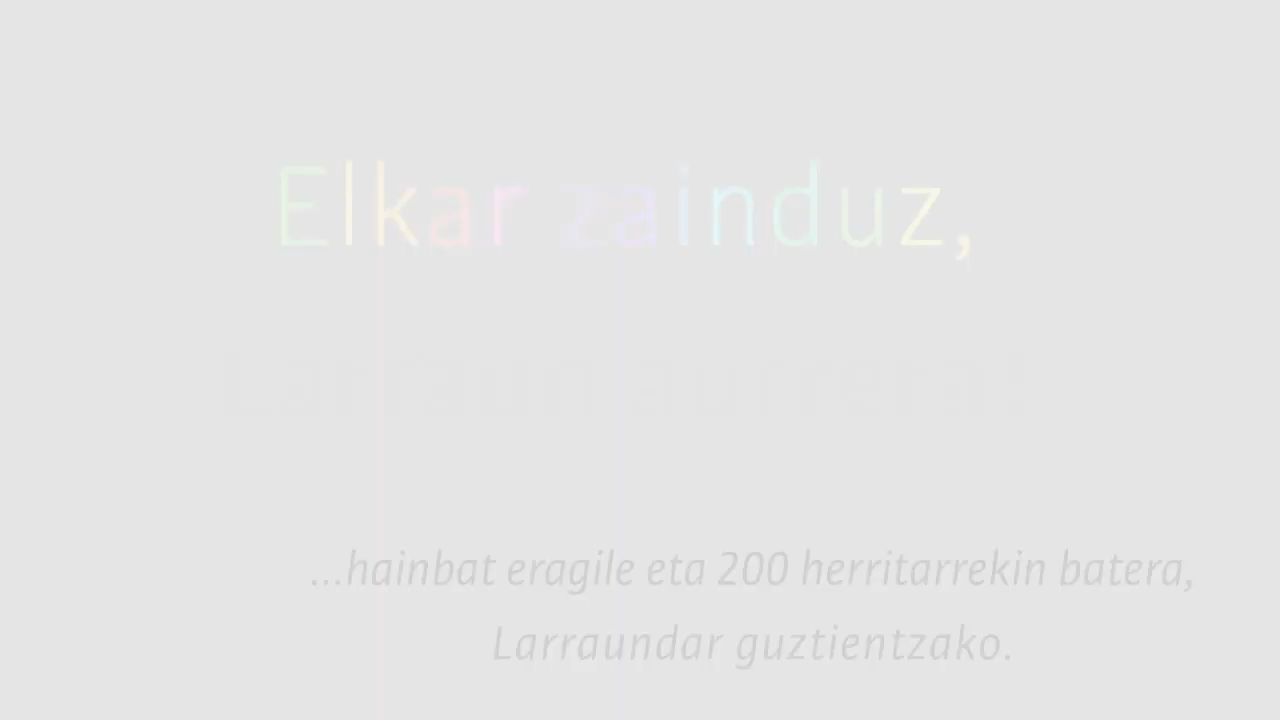 Elkar zainduz,
Larraun aurrera!
...hainbat eragile eta 200 herritarrekin batera,
Larraundar guztientzako.